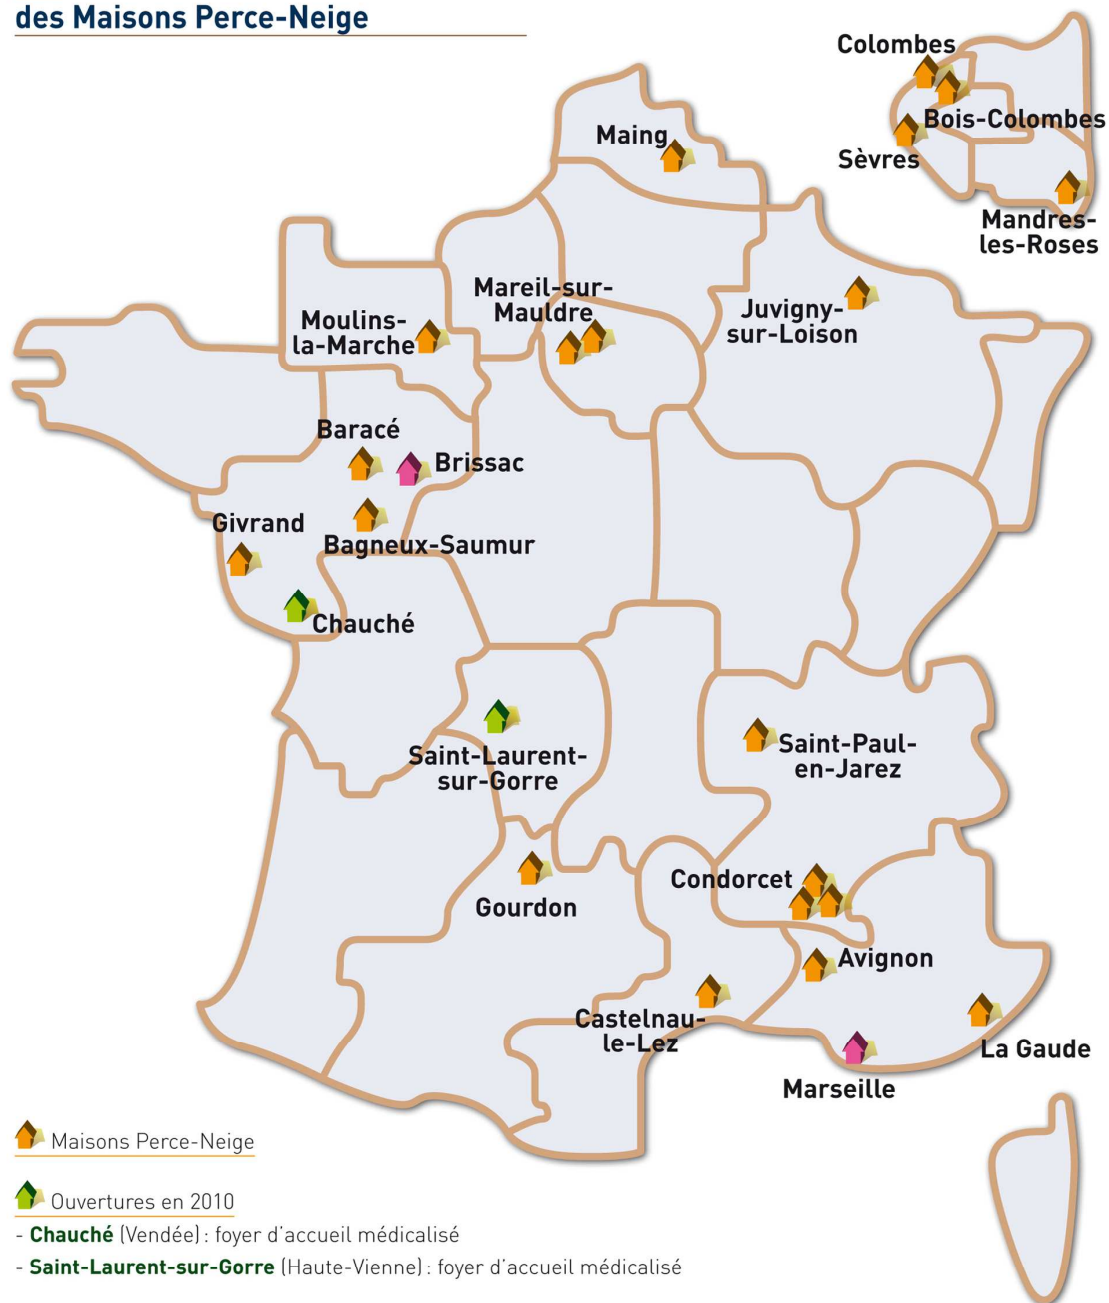 des Maisons Perce-Neige
Colombes
Bois-Colombes
Maing
Sèvres
Mandres-
les-Roses
Mareil-sur-
Mauldre
Juvigny-
sur-Loison
Moulins-
la-Marche
Baracé
Brissac
Givrand
Bagneux-Saumur
Chauché
Saint-Laurent-
sur-Gorre
Saint-Paul-
en-Jarez
Condorcet
Gourdon
Avignon
Castelnau-
le-Lez
La Gaude
Marseille
Maisons Perce-Neige
Ouvertures en 2010
- Chauché (Vendée) : foyer d'accueil médicalisé
- Saint-Laurent-sur-Gorre (Haute-Vienne) : foyer d'accueil médicalisé